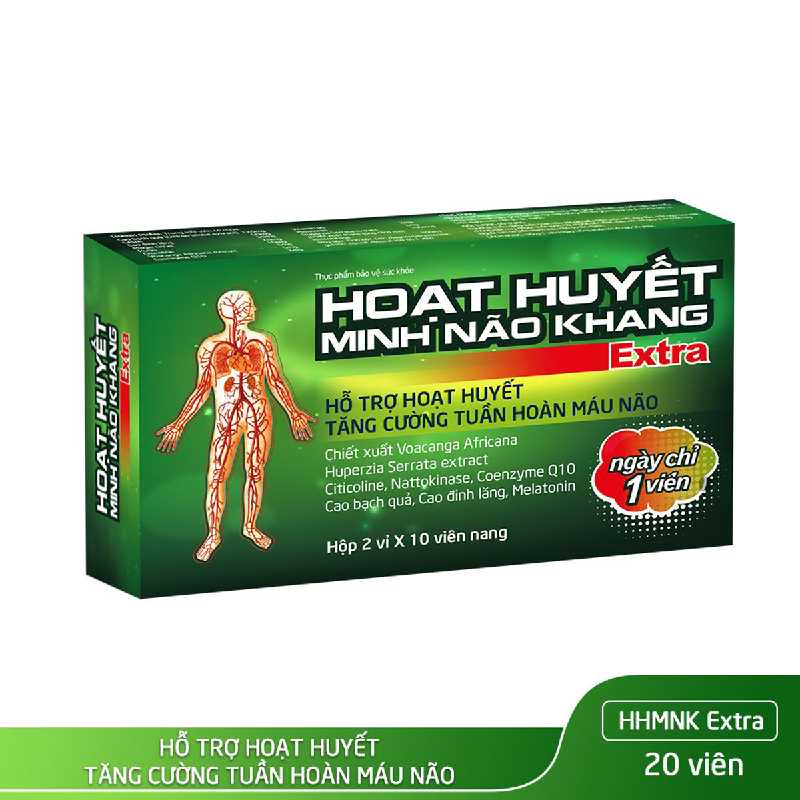 Thực phẩm bảo vệ sức khỏe
HOẠT HUYẾT
MINH NÃO KHANG
Extra
HỖ TRỢ HOẠT HUYẾT
TĂNG CƯỜNG TUẦN HOÀN MÁU NÃO
Chiết xuất Voacanga Africana
Huperzia Serrata extract
Citicoline, Nattokinase, Coenzyme Q10
Cao bạch quả, Cao đinh lăng, Melatonin
ngày chỉ
1 viên
Hộp 2 vỉ X 10 viên nang
HOẠT HUYẾT
MINH NÃO KHANG
Extra
HỖ TRỢ HOẠT HUYẾT
TĂNG CƯỜNG TUẦN HOÀN MÁU NÃO
HHMNK Extra
20 viên